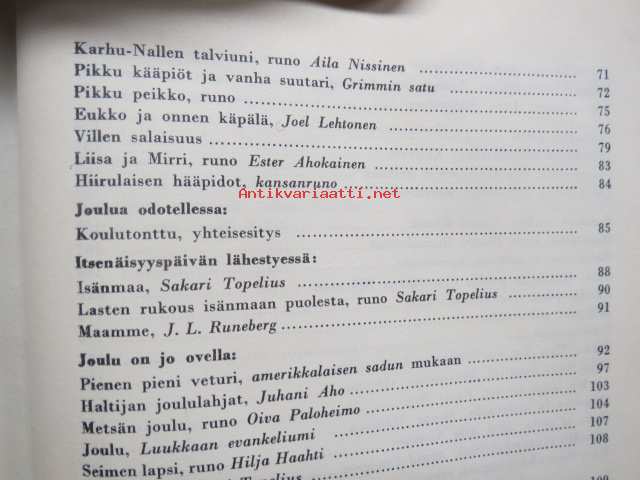 Karhu-Nallen talviuni, runo Aila Nissinen 71
Pikku kääpiöt ja vanha suutari, Grimmin satu 72
Pikku peikko, runo 75
Eukko ja onnen käpälä, Joel Lehtonen 76
Villen salaisuus 79
Liisa ja Mirri, runo Ester Ahokainen 83
Hiirulaisen hääpidot, kansanruno 84
Antikvariaatti.net
Joulua odotellessa:
Koulutonttu, yhteisesitys 85
Itsenäisyyspäivän lähestyessä:
Isänmaa, Sakari Topelius 88
Lasten rukous isänmaan puolesta, runo Sakari Topelius 90
Maamme, J. L. Runeberg 91
Joulu on jo ovella:
Pienen pieni veturi, amerikkalaisen sadun mukaan 92
Haltijan joululahjat, Juhani Aho 97
Metsän joulu, runo Oiva Paloheimo 103
Joulu, Luukkaan evankeliumi 104
Seimen lapsi, runo Hilja Haahti 107
108
Topelius 109